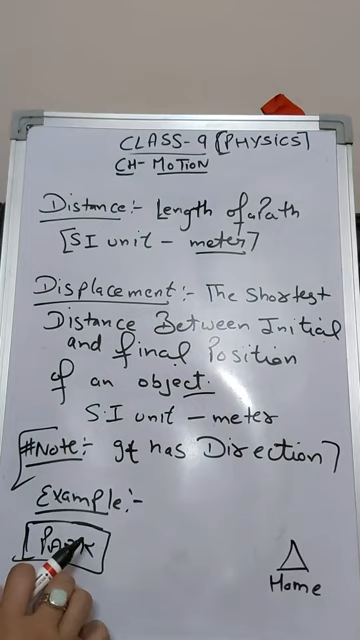 CLASS-9 [PHYSICS]
CH- MOTION
Distance:- Length of a Path
[SI unit - meter]
Displacement:- The Shortest
Distance Between Initial
and final Position
of an object.
S.I unit - meter
#Note:- It has Direction]
Example:-
PARK
Home